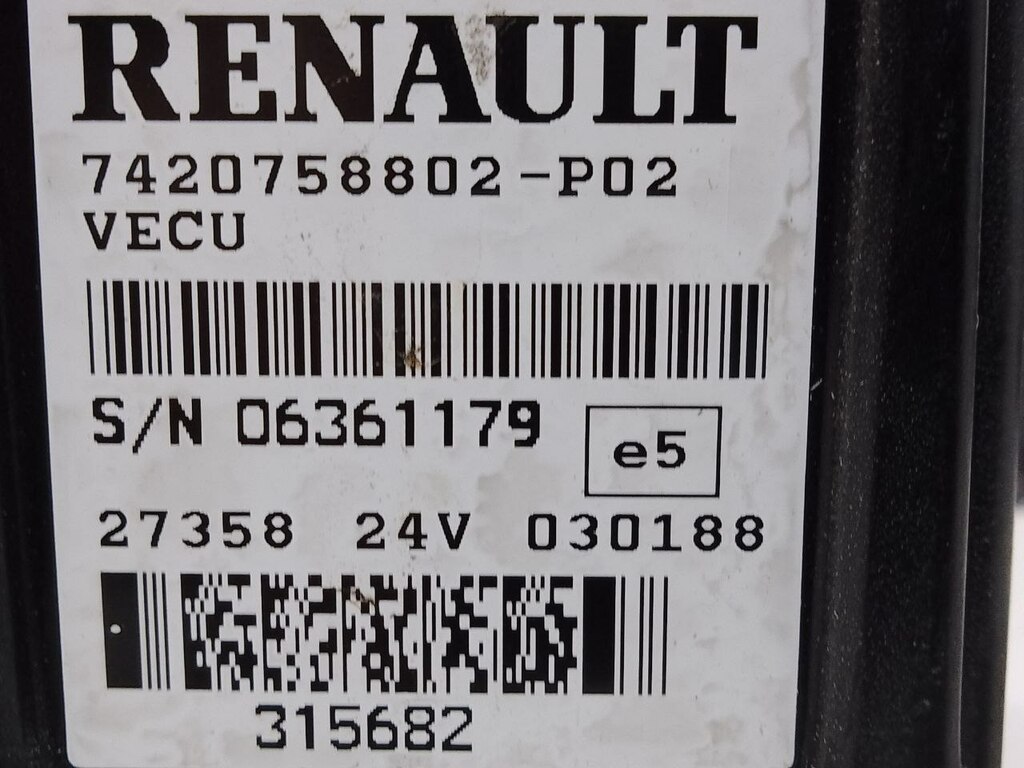 RENAULT
7420758802-P02
VECU
S/N 06361179
e5
27358 24V 030188
315682